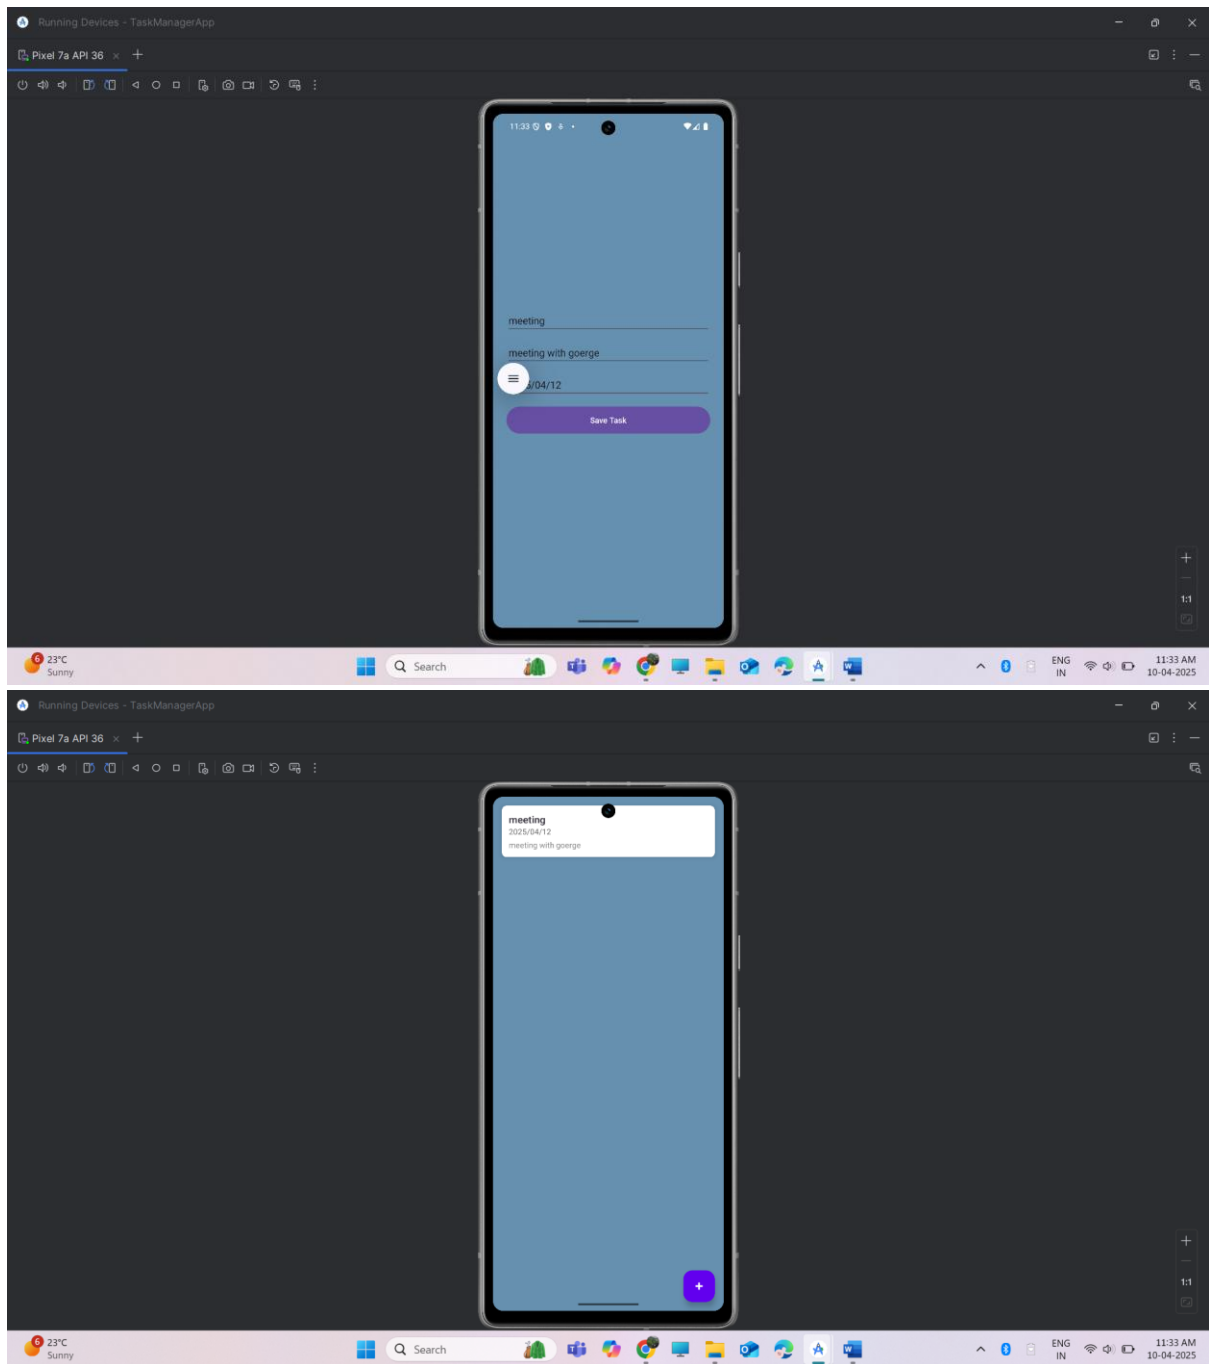 Running Devices - TaskManagerApp
Pixel 7a API 36
11:33
meeting
meeting with goerge
/04/12
Save Task
1:1
6
23°C
Sunny
Search
ENG
IN
11:33 AM
10-04-2025
Running Devices - TaskManagerApp
Pixel 7a API 36
meeting
2025/04/12
meeting with goerge
+
1:1
6
23°C
Sunny
Search
ENG
IN
11:33 AM
10-04-2025